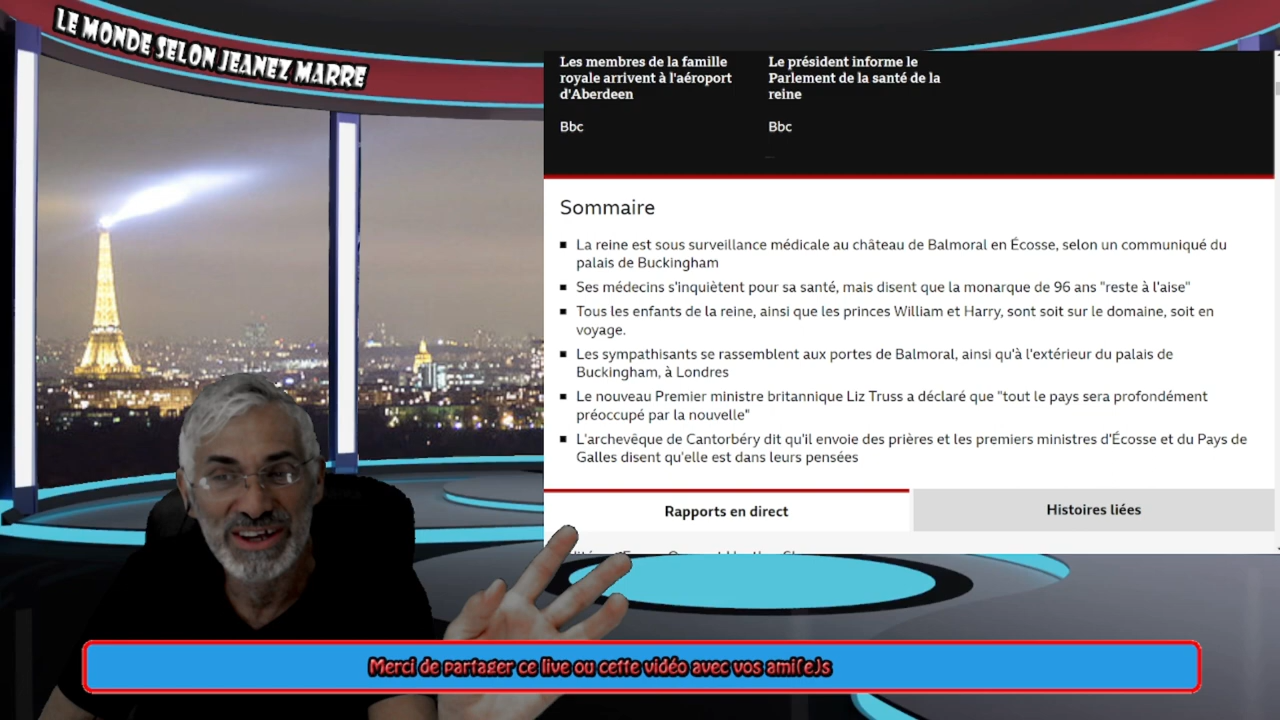 LE MONDE SELON JEANEZ MARRE
Les membres de la famille
royale arrivent à l'aéroport
d'Aberdeen
Bbc
Le président informe le
Parlement de la santé de la
reine
Bbc
Sommaire
La reine est sous surveillance médicale au château de Balmoral en Écosse, selon un communiqué du
palais de Buckingham
Ses médecins s'inquiètent pour sa santé, mais disent que la monarque de 96 ans "reste à l'aise"
Tous les enfants de la reine, ainsi que les princes William et Harry, sont soit sur le domaine, soit en
voyage.
Les sympathisants se rassemblent aux portes de Balmoral, ainsi qu'à l'extérieur du palais de
Buckingham, à Londres
Le nouveau Premier ministre britannique Liz Truss a déclaré que "tout le pays sera profondément
préoccupé par la nouvelle"
L'archevêque de Cantorbéry dit qu'il envoie des prières et les premiers ministres d'Écosse et du Pays de
Galles disent qu'elle est dans leurs pensées
Rapports en direct
Histoires liées
Merci de partager ce live ou cette vidéo avec vos ami(e)s